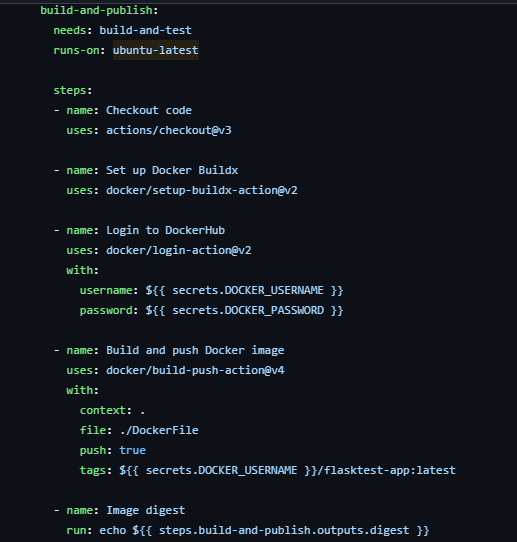 build-and-publish:
needs: build-and-test
runs-on: ubuntu-latest
steps:
- name: Checkout code
uses: actions/checkout@v3
- name: Set up Docker Buildx
uses: docker/setup-buildx-action@v2
- name: Login to DockerHub
uses: docker/login-action@v2
with:
username: ${{ secrets.DOCKER_USERNAME }}
password: ${{ secrets.DOCKER_PASSWORD }}
- name: Build and push Docker image
uses: docker/build-push-action@v4
with:
context: .
file: ./DockerFile
push: true
tags: ${{ secrets.DOCKER_USERNAME }}/flasktest-app:latest
- name: Image digest
run: echo ${{ steps.build-and-publish.outputs.digest }}